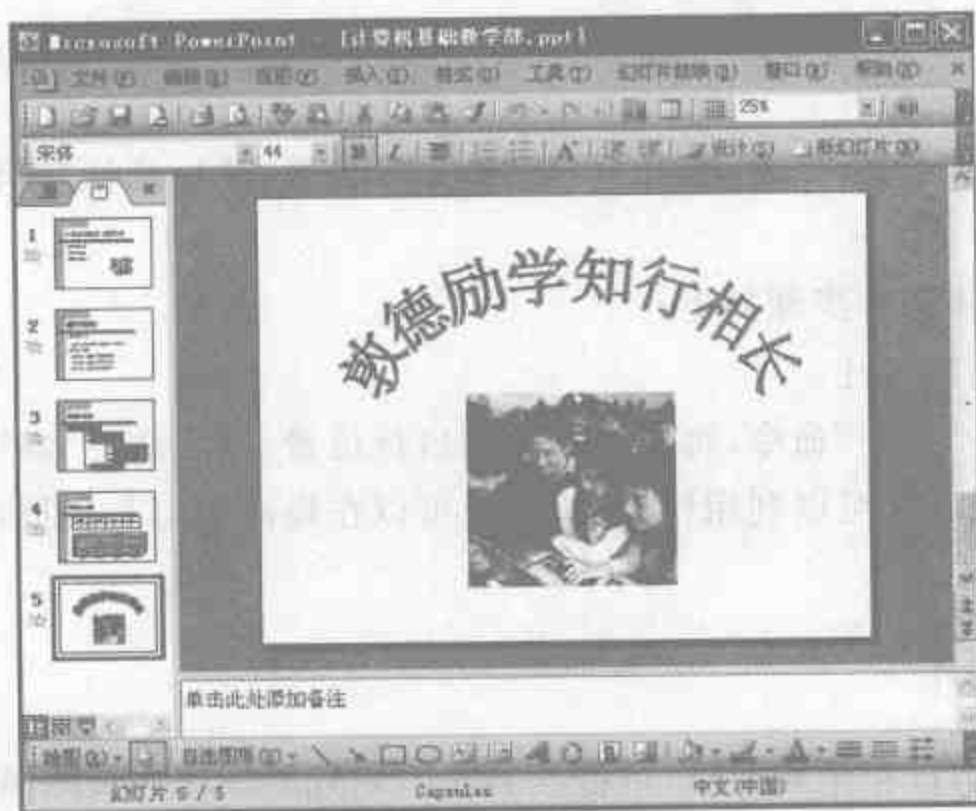 Microsoft PowerPoint - [计算机基础教学部.ppt]
文件(F) 编辑(E) 视图(V) 插入(I) 格式(O) 工具(T) 幻灯片放映(D) 窗口(W) 帮助(H)
25%
宋体 44 设计(S) 新幻灯片(N)
1
2
3
4
5
敦德励学知行相长
单击此处添加备注
绘图(R) 自选图形(U)
幻灯片 5 / 5 Capsules 中文(中国)